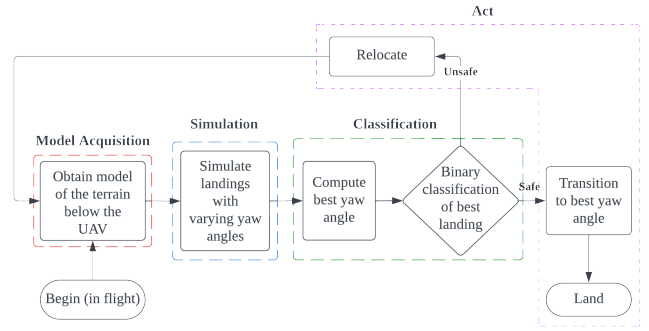 Act
Relocate
Unsafe
Model Acquisition
Simulation
Classification
Obtain model
of the terrain
below the
UAV
Simulate
landings
with
varying yaw
angles
Compute
best yaw
angle
Binary
classification
of best
landing
Safe
Transition
to best yaw
angle
Begin (in flight)
Land